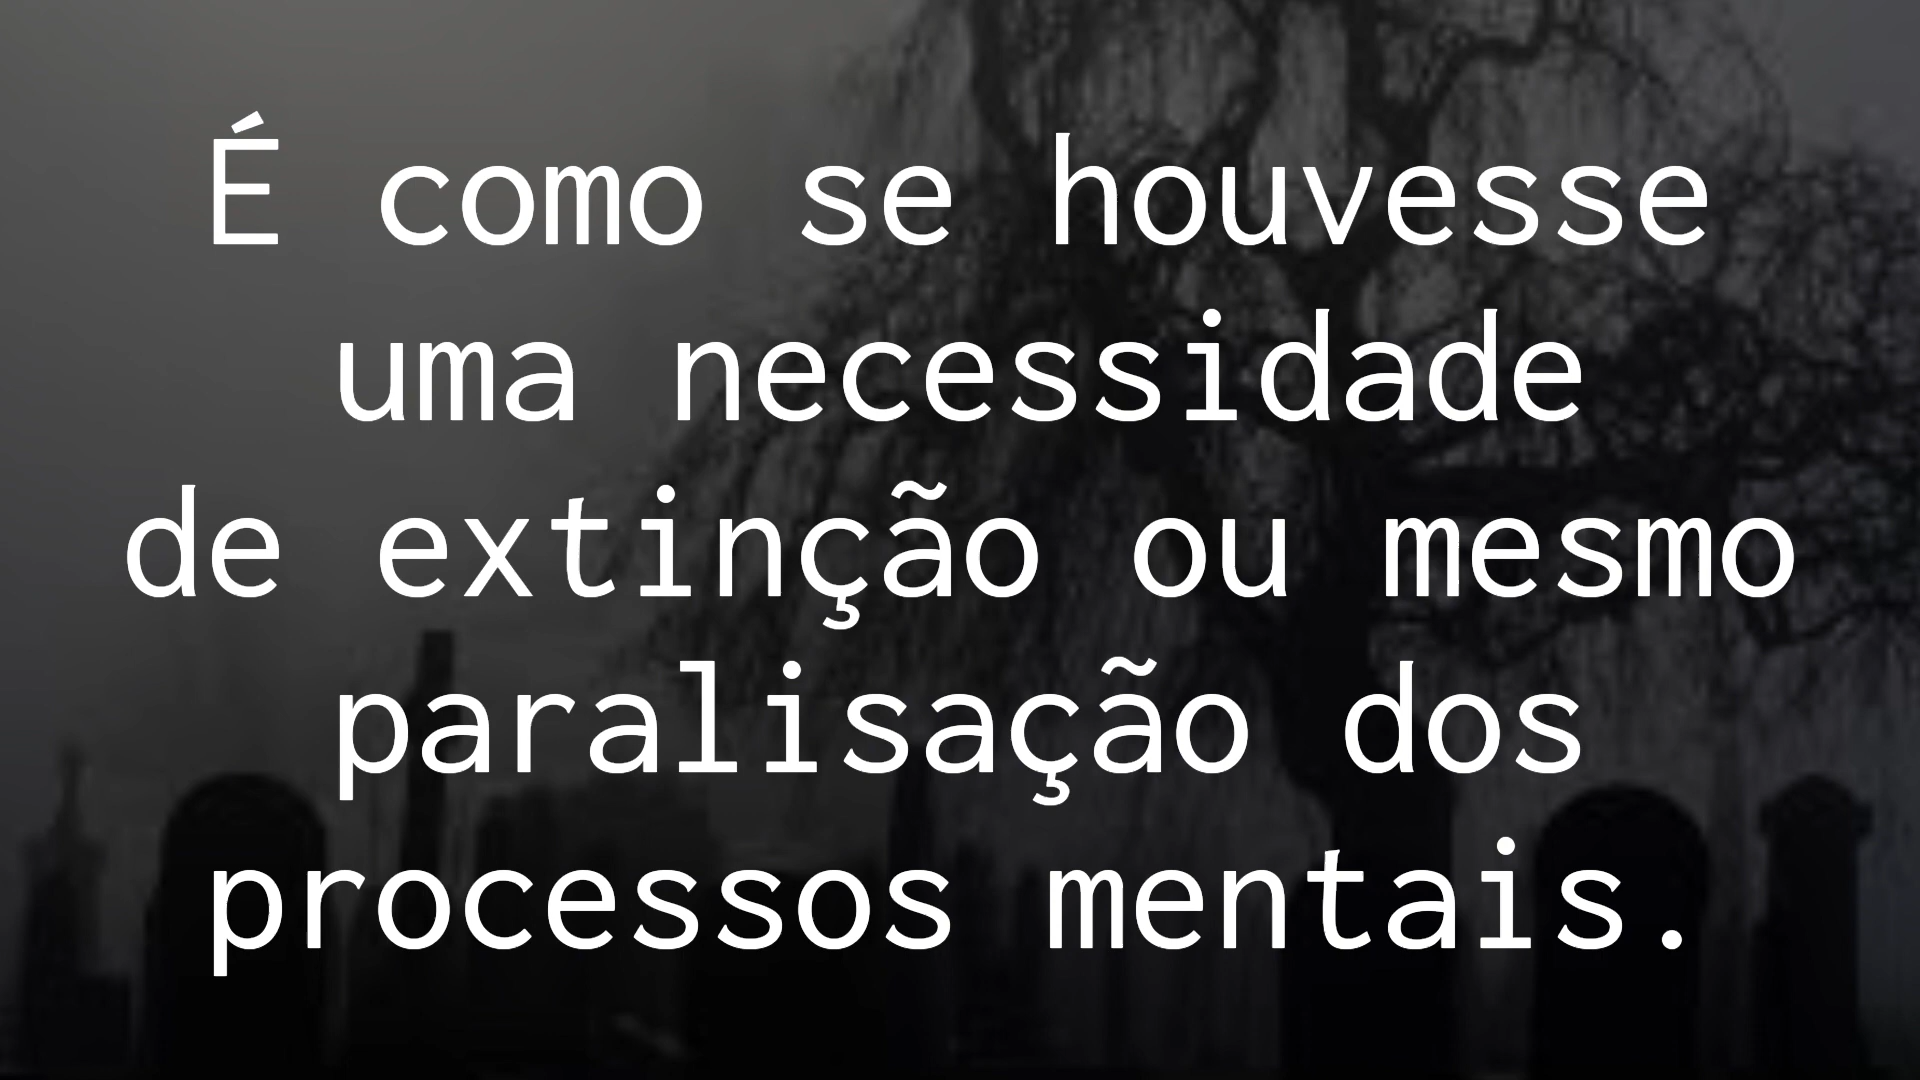 É como se houvesse
uma necessidade
de extinção ou mesmo
paralisação dos
processos mentais.